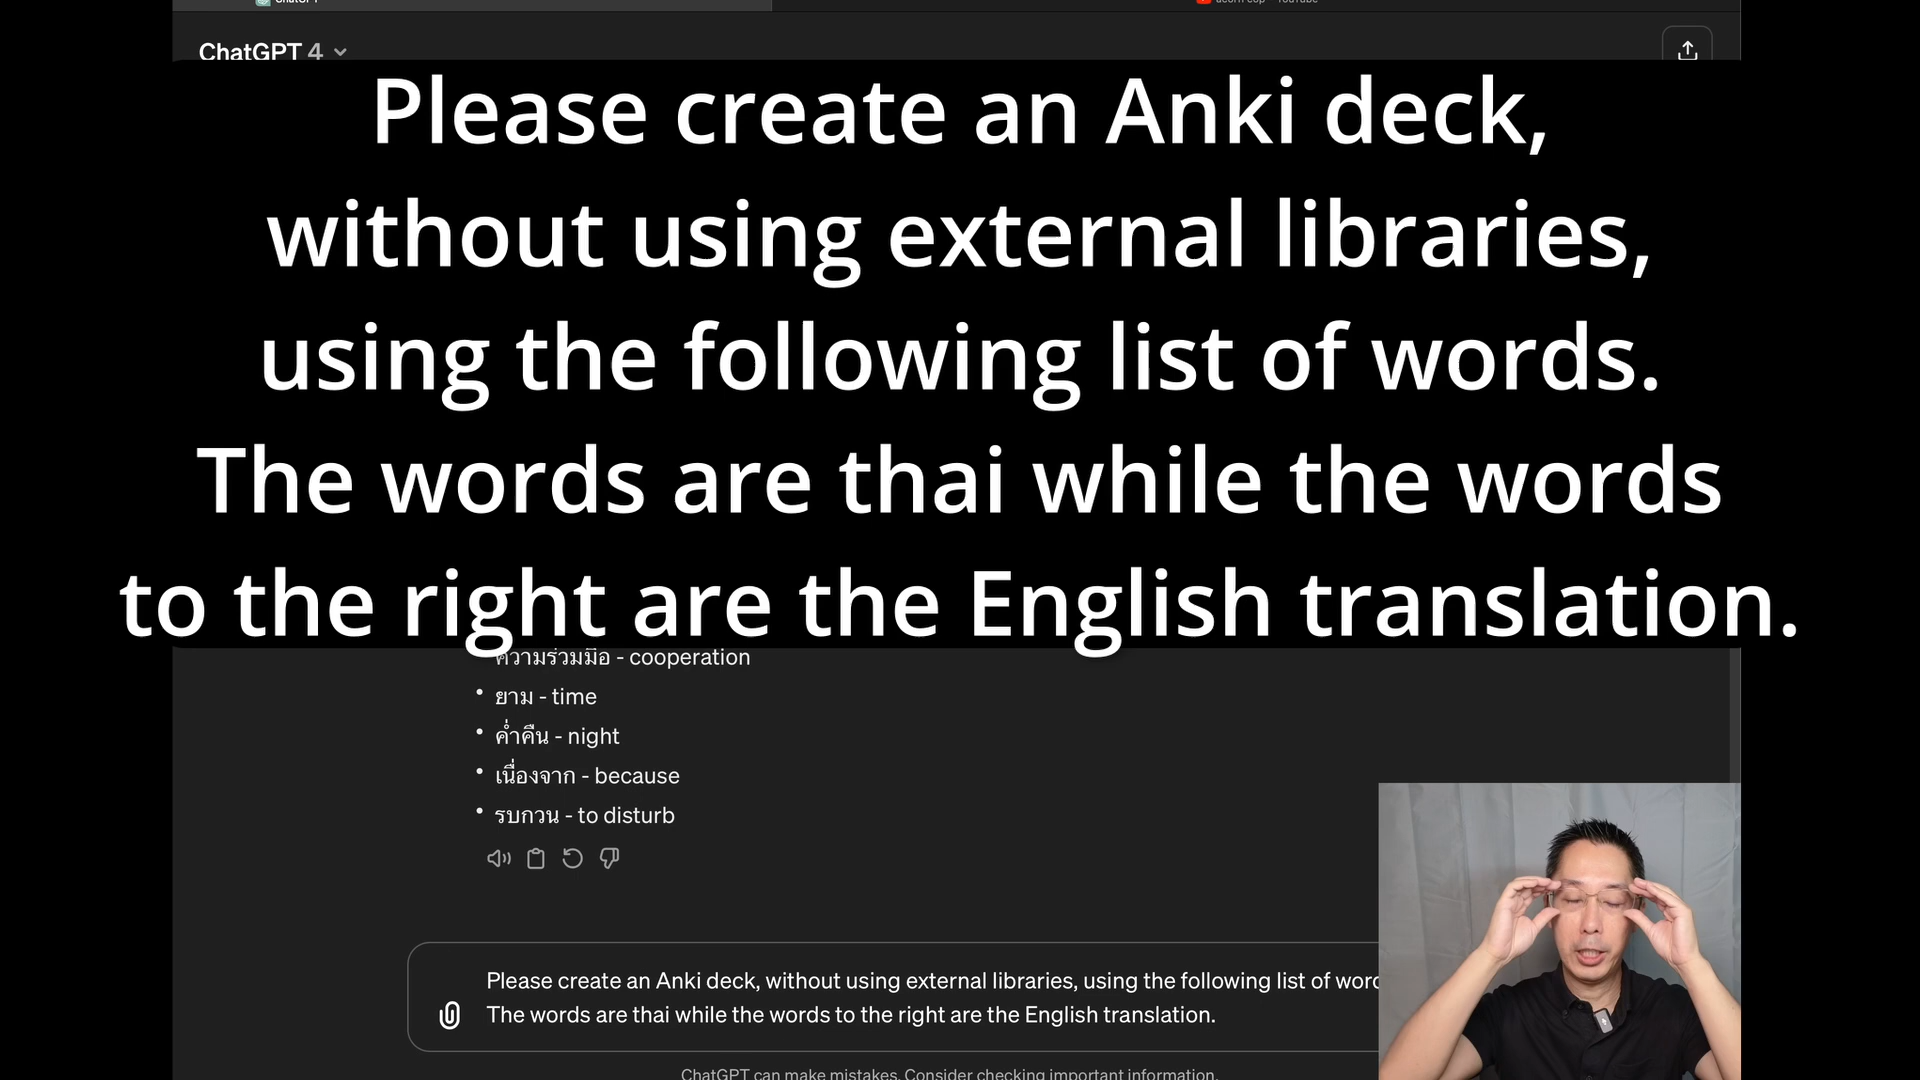 ChatGPT 4
Please create an Anki deck,
without using external libraries,
using the following list of words.
The words are thai while the words
to the right are the English translation.
ความร่วมมือ - cooperation
• ยาม - time
• ค่ำคืน - night
• เนื่องจาก - because
• รบกวน - to disturb
Please create an Anki deck, without using external libraries, using the following list of
The words are thai while the words to the right are the English translation.
ChatGPT can make mistakes. Consider checking important information.